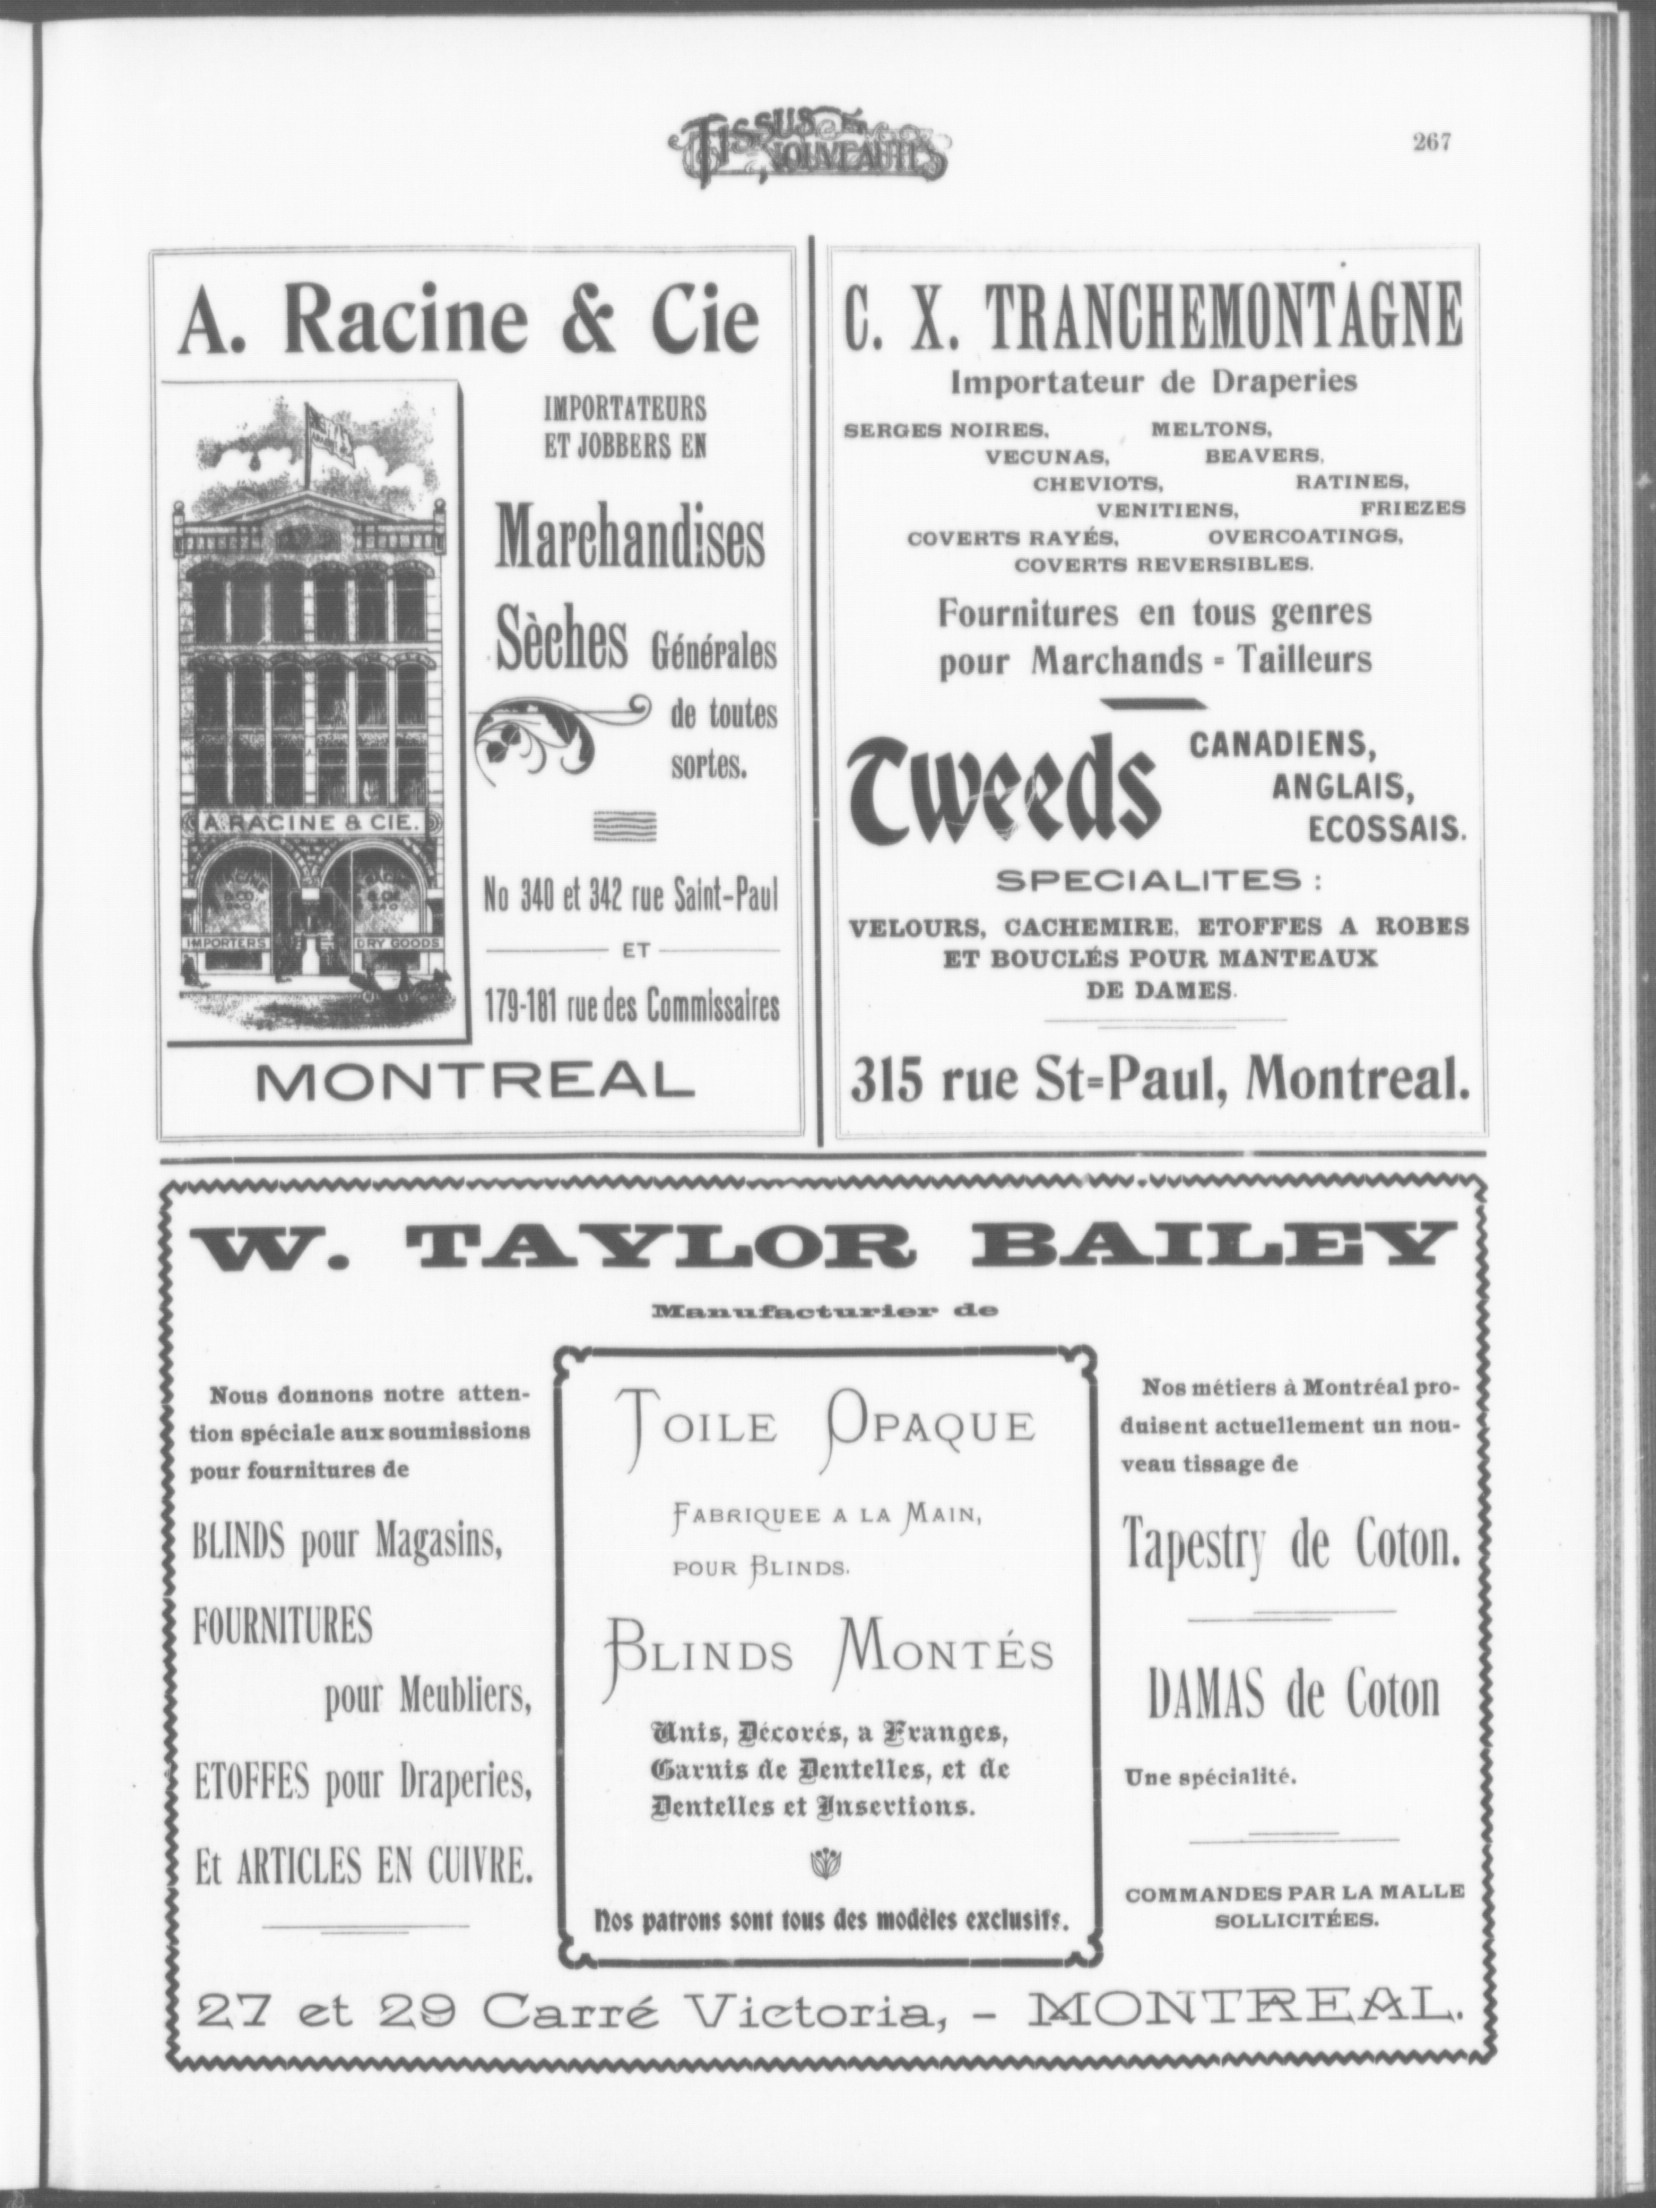 TISSUS ET NOUVEAUTÉS
267
A. Racine & Cie
IMPORTATEURS
ET JOBBERS EN
Marchandises
Sèches Générales
de toutes
sortes.
A. RACINE & CIE.
IMPORTERS
DRY GOODS
No 340 et 342 rue Saint-Paul
ET
179-181 rue des Commissaires
MONTREAL
C. X. TRANCHEMONTAGNE
Importateur de Draperies
SERGES NOIRES, MELTONS,
VECUNAS, BEAVERS,
CHEVIOTS, RATINES,
VENITIENS, FRIEZES
COVERTS RAYÉS, OVERCOATINGS,
COVERTS REVERSIBLES.
Fournitures en tous genres
pour Marchands = Tailleurs
Tweeds CANADIENS,
ANGLAIS,
ECOSSAIS.
SPECIALITES :
VELOURS, CACHEMIRE, ETOFFES A ROBES
ET BOUCLÉS POUR MANTEAUX
DE DAMES.
315 rue St=Paul, Montreal.
W. TAYLOR BAILEY
Manufacturier de
Nous donnons notre atten-
tion spéciale aux soumissions
pour fournitures de
BLINDS pour Magasins,
FOURNITURES
pour Meubliers,
ETOFFES pour Draperies,
Et ARTICLES EN CUIVRE.
TOILE OPAQUE
FABRIQUEE A LA MAIN,
POUR BLINDS.
BLINDS MONTÉS
Unis, Décorés, a Franges,
Garnis de Dentelles, et de
Dentelles et Insertions.
Nos patrons sont tous des modèles exclusifs.
Nos métiers à Montréal pro-
duisent actuellement un nou-
veau tissage de
Tapestry de Coton.
DAMAS de Coton
Une spécialité.
COMMANDES PAR LA MALLE
SOLLICITÉES.
27 et 29 Carré Victoria, - MONTREAL.